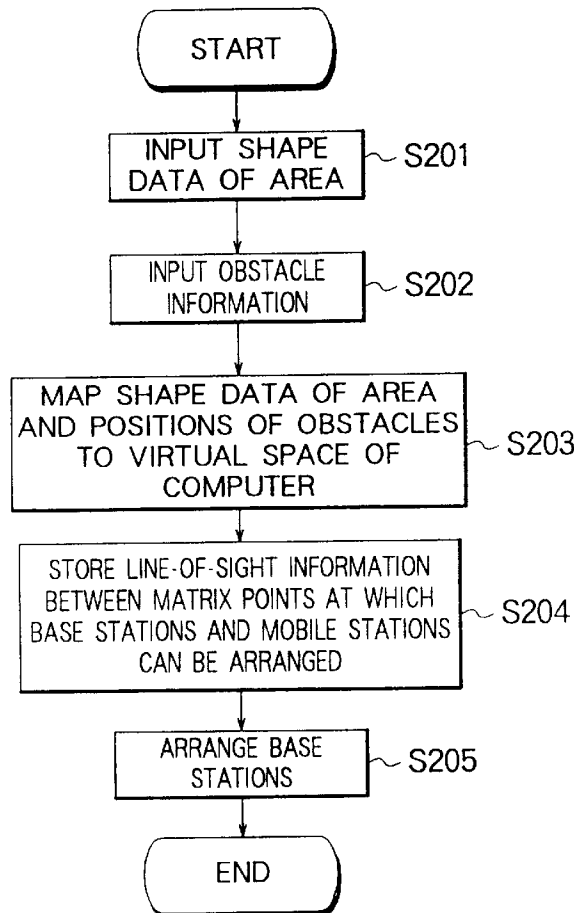 START
INPUT SHAPE
DATA OF AREA
S201
INPUT OBSTACLE
INFORMATION
S202
MAP SHAPE DATA OF AREA
AND POSITIONS OF OBSTACLES
TO VIRTUAL SPACE OF
COMPUTER
S203
STORE LINE-OF-SIGHT INFORMATION
BETWEEN MATRIX POINTS AT WHICH
BASE STATIONS AND MOBILE STATIONS
CAN BE ARRANGED
S204
ARRANGE BASE
STATIONS
S205
END